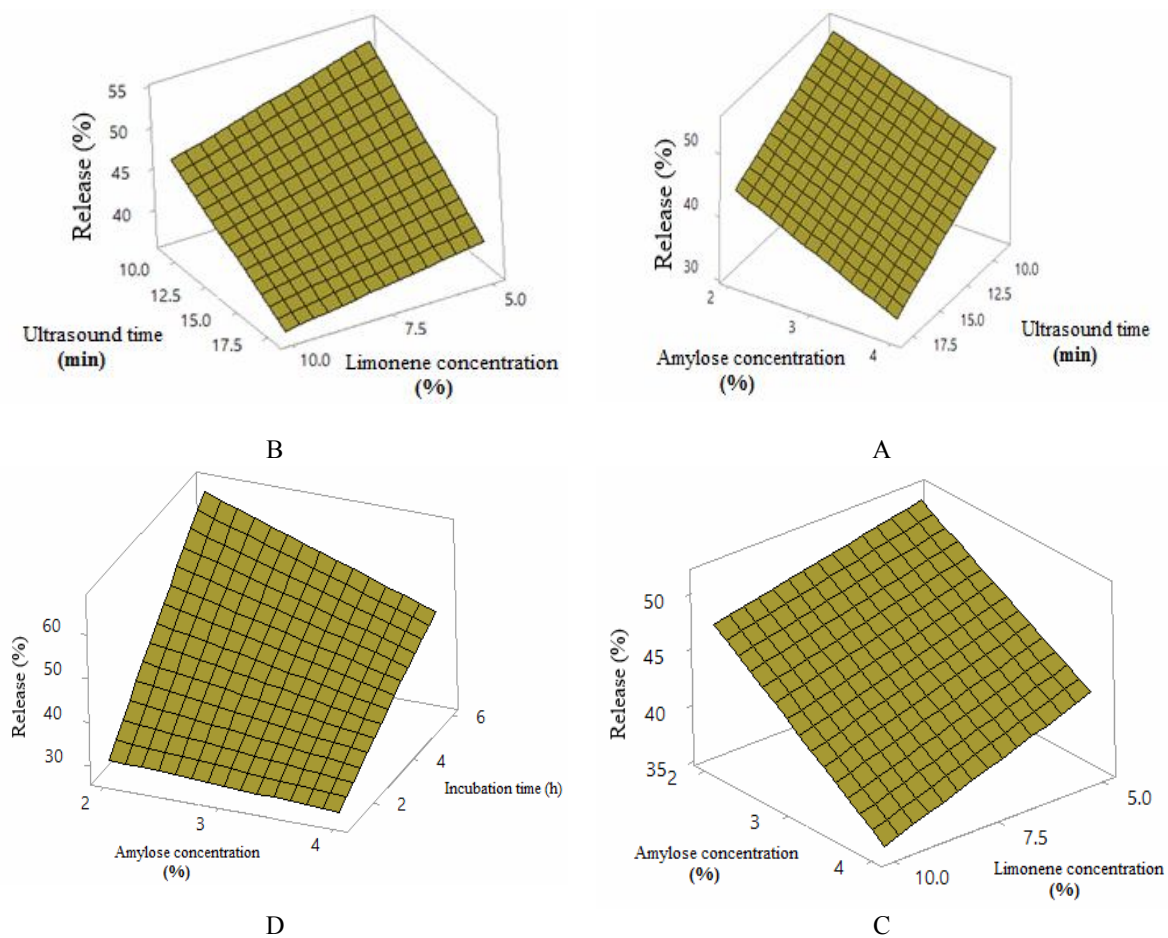 55
50
45
40
Release (%)
10.0
12.5
15.0
17.5
Ultrasound time
(min)
10.0
7.5
5.0
Limonene concentration
(%)
B
50
40
30
Release (%)
2
3
4
Amylose concentration
(%)
10.0
12.5
15.0
17.5
Ultrasound time
(min)
A
60
50
40
30
Release (%)
2
3
4
Amylose concentration
(%)
6
4
2
Incubation time (h)
D
50
45
40
35
Release (%)
2
3
4
Amylose concentration
(%)
10.0
7.5
5.0
Limonene concentration
(%)
C